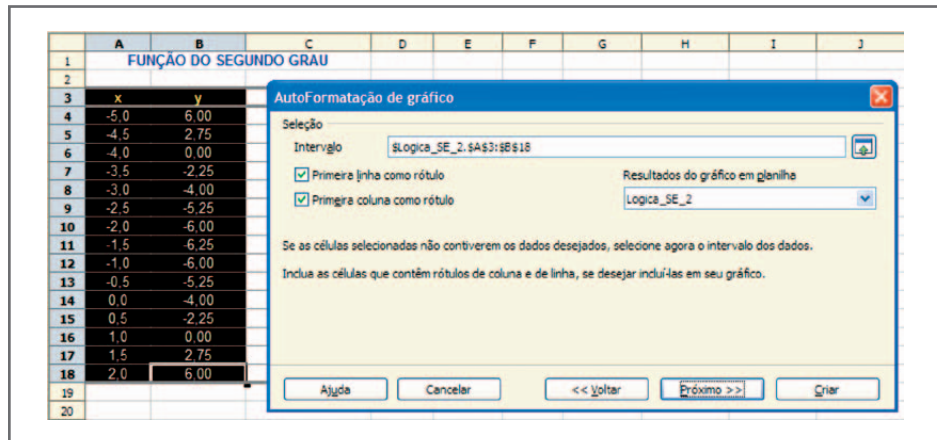 A B C D E F G H I J
1 FUNÇÃO DO SEGUNDO GRAU
2
3 x y
4 -5,0 6,00
5 -4,5 2,75
6 -4,0 0,00
7 -3,5 -2,25
8 -3,0 -4,00
9 -2,5 -5,25
10 -2,0 -6,00
11 -1,5 -6,25
12 -1,0 -6,00
13 -0,5 -5,25
14 0,0 -4,00
15 0,5 -2,25
16 1,0 0,00
17 1,5 2,75
18 2,0 6,00
19
20
AutoFormatação de gráfico
Seleção
Intervalo $Logica_SE_2.$A$3:$B$18
Primeira linha como rótulo
Resultados do gráfico em planilha
Primeira coluna como rótulo
Logica_SE_2
Se as células selecionadas não contiverem os dados desejados, selecione agora o intervalo dos dados.
Inclua as células que contêm rótulos de coluna e de linha, se desejar incluí-las em seu gráfico.
Ajuda Cancelar << Voltar Próximo >> Criar